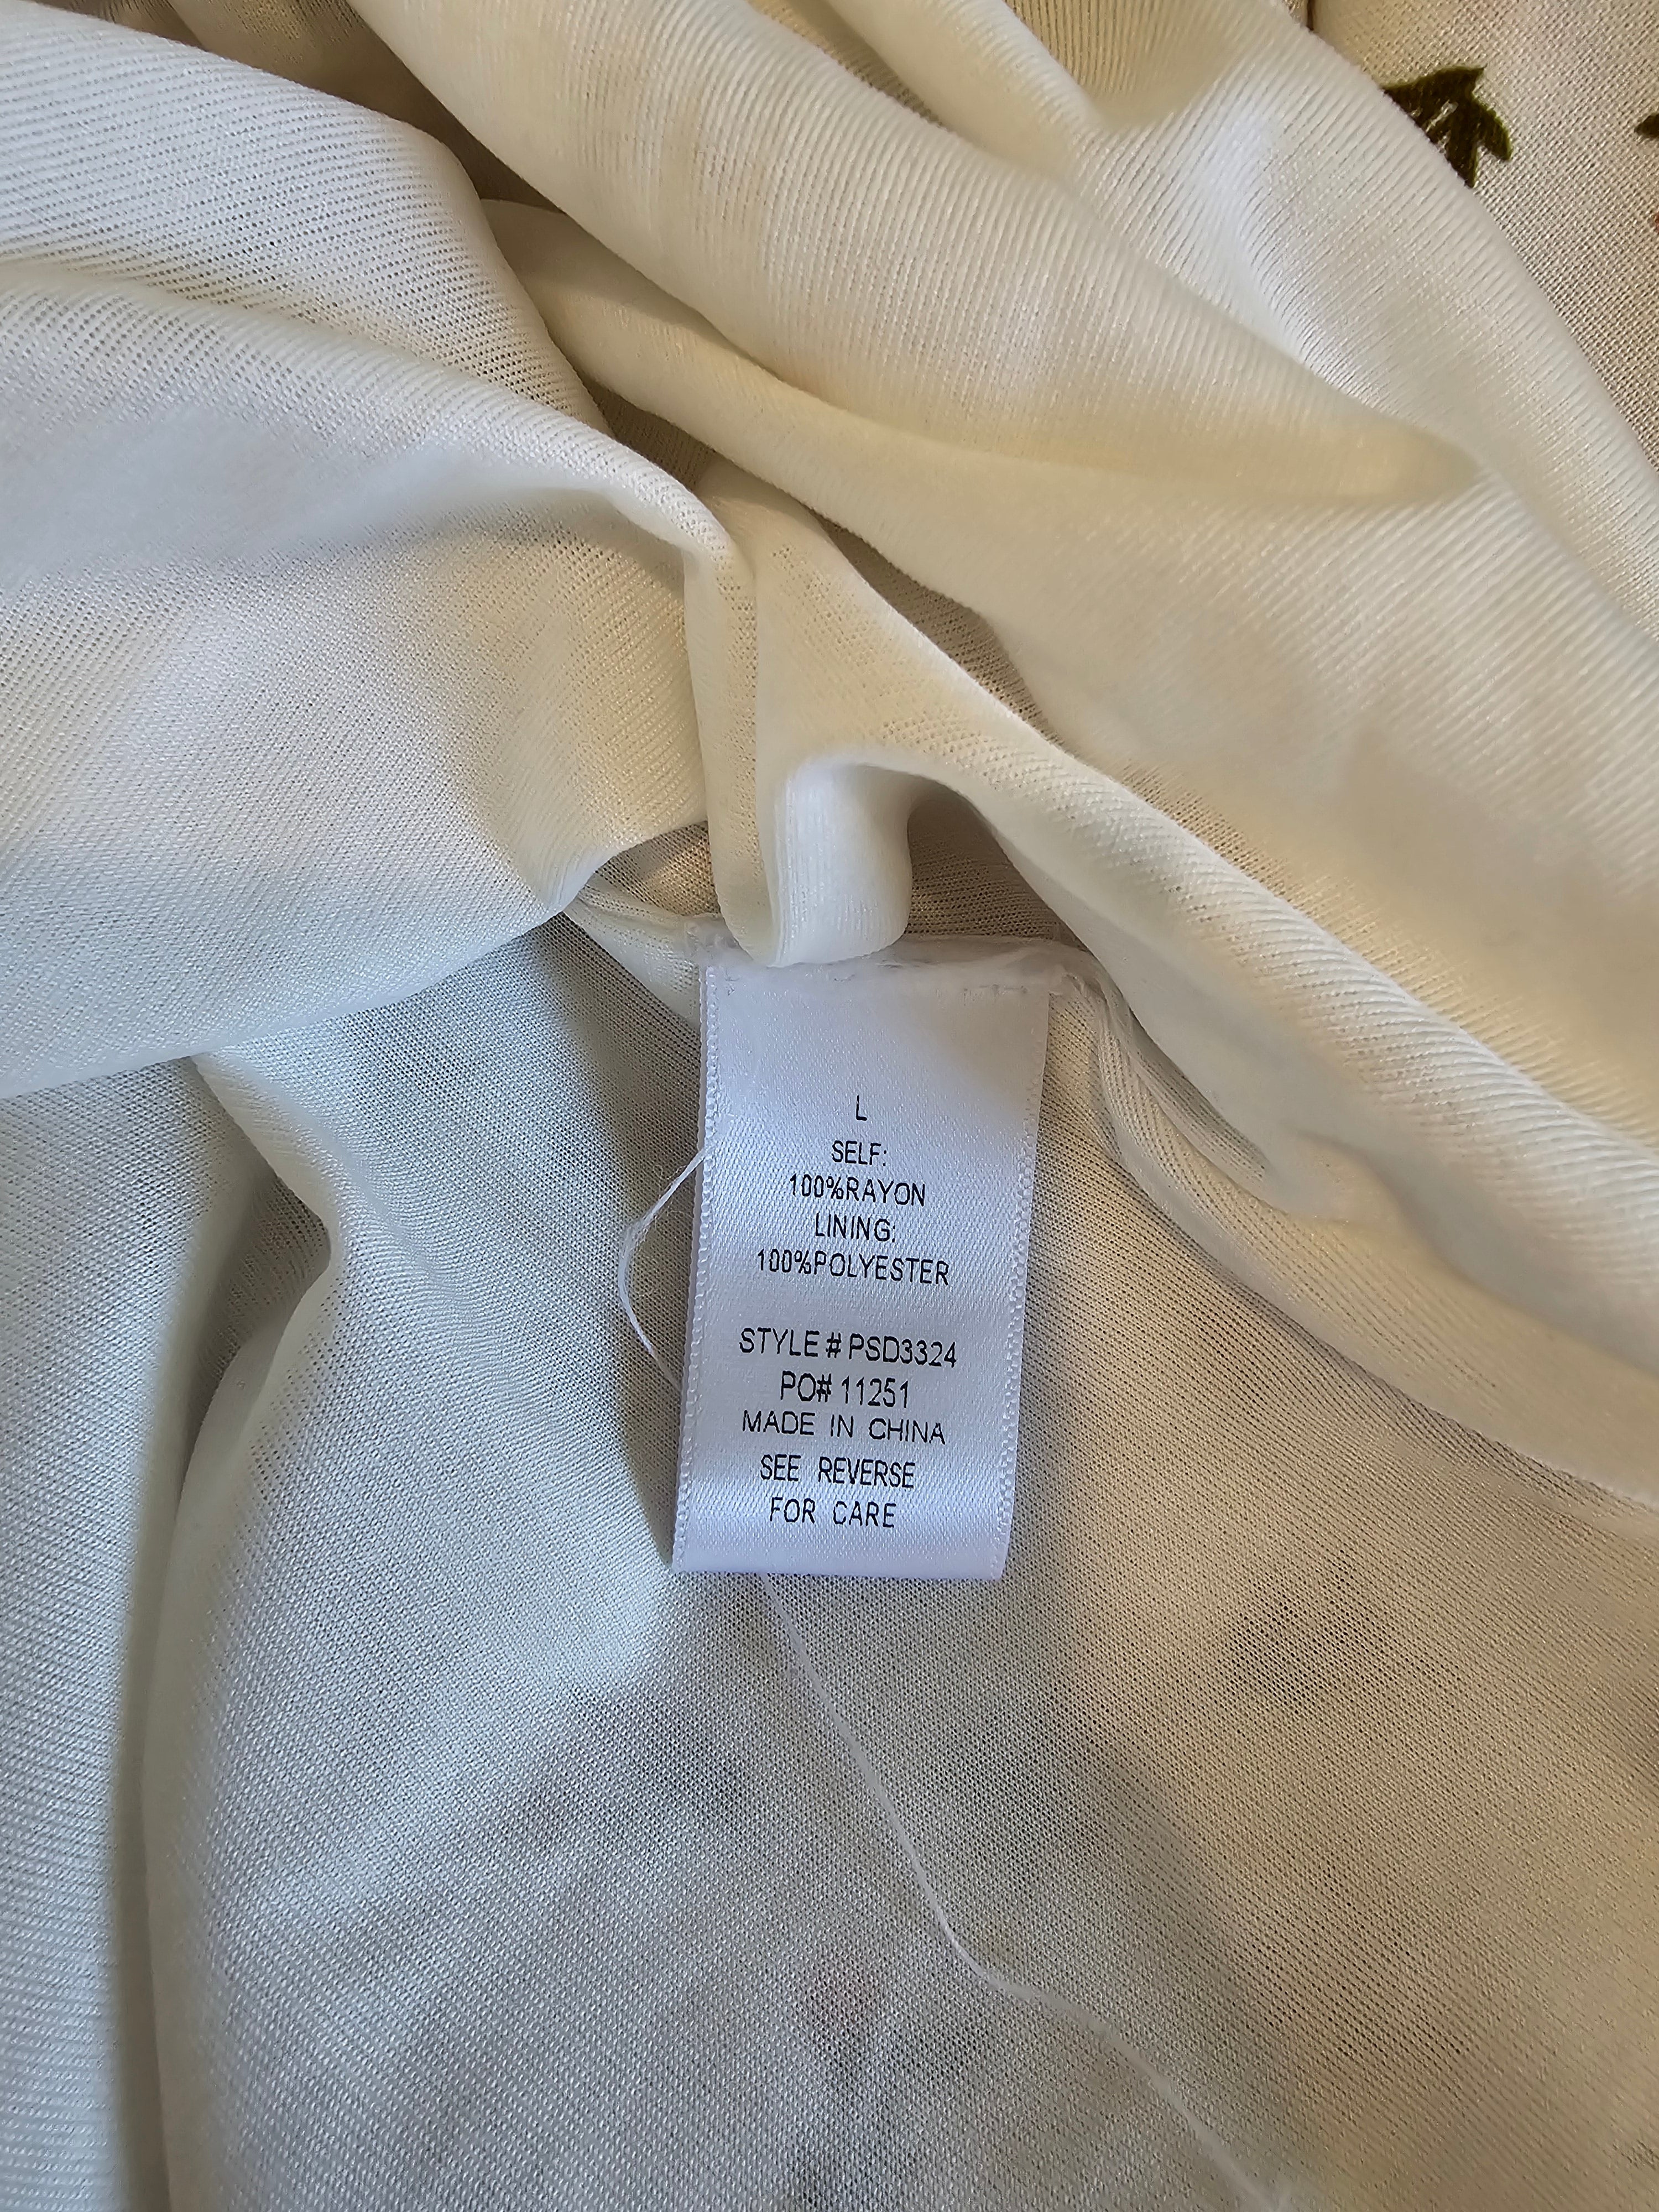 L
SELF:
100%RAYON
LINING:
100%POLYESTER
STYLE # PSD3324
PO# 11251
MADE IN CHINA
SEE REVERSE
FOR CARE